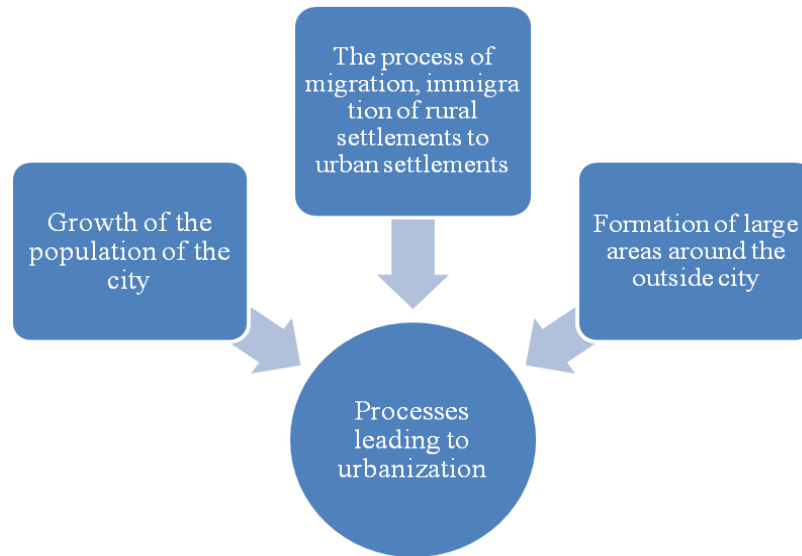 The process of
migration, immigra
tion of rural
settlements to
urban settlements
Growth of the
population of the
city
Formation of large
areas around the
outside city
Processes
leading to
urbanization